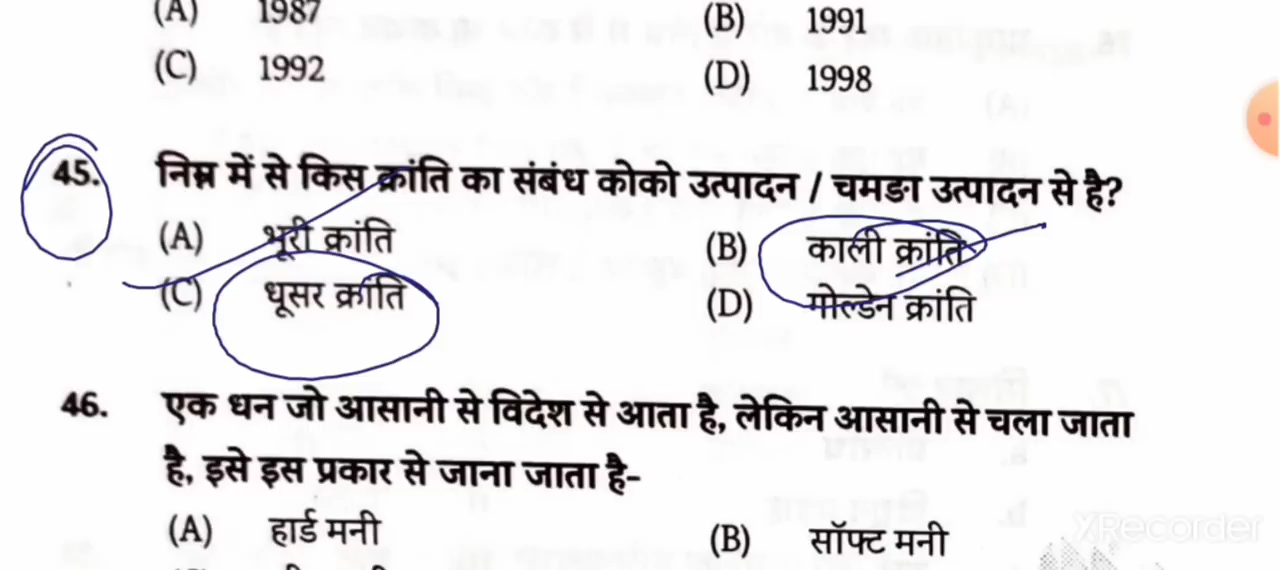 (A) 1987 (B) 1991
(C) 1992 (D) 1998
45. निम्न में से किस क्रांति का संबंध कोको उत्पादन / चमङा उत्पादन से है?
(A) भूरी क्रांति (B) काली क्रांति
(C) धूसर क्रांति (D) गोल्डेन क्रांति
46. एक धन जो आसानी से विदेश से आता है, लेकिन आसानी से चला जाता
है, इसे इस प्रकार से जाना जाता है-
(A) हार्ड मनी (B) सॉफ्ट मनी
XRecorder